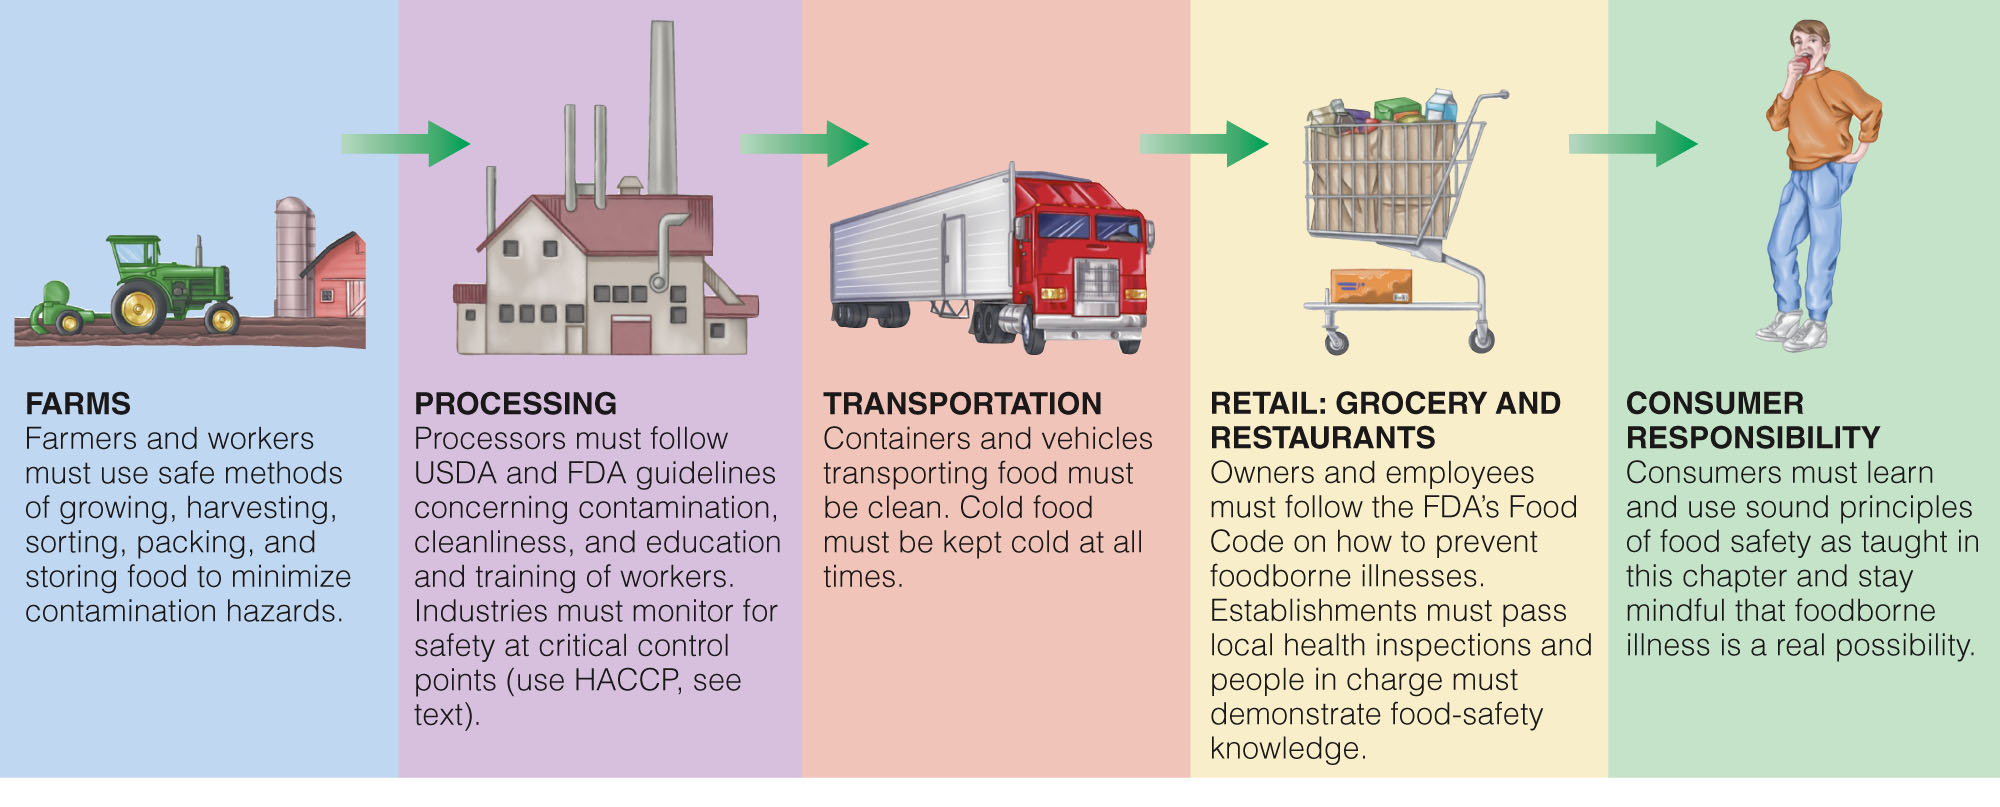 FARMS
Farmers and workers
must use safe methods
of growing, harvesting,
sorting, packing, and
storing food to minimize
contamination hazards.
PROCESSING
Processors must follow
USDA and FDA guidelines
concerning contamination,
cleanliness, and education
and training of workers.
Industries must monitor for
safety at critical control
points (use HACCP, see
text).
TRANSPORTATION
Containers and vehicles
transporting food must
be clean. Cold food
must be kept cold at all
times.
RETAIL: GROCERY AND
RESTAURANTS
Owners and employees
must follow the FDA’s Food
Code on how to prevent
foodborne illnesses.
Establishments must pass
local health inspections and
people in charge must
demonstrate food-safety
knowledge.
CONSUMER
RESPONSIBILITY
Consumers must learn
and use sound principles
of food safety as taught in
this chapter and stay
mindful that foodborne
illness is a real possibility.